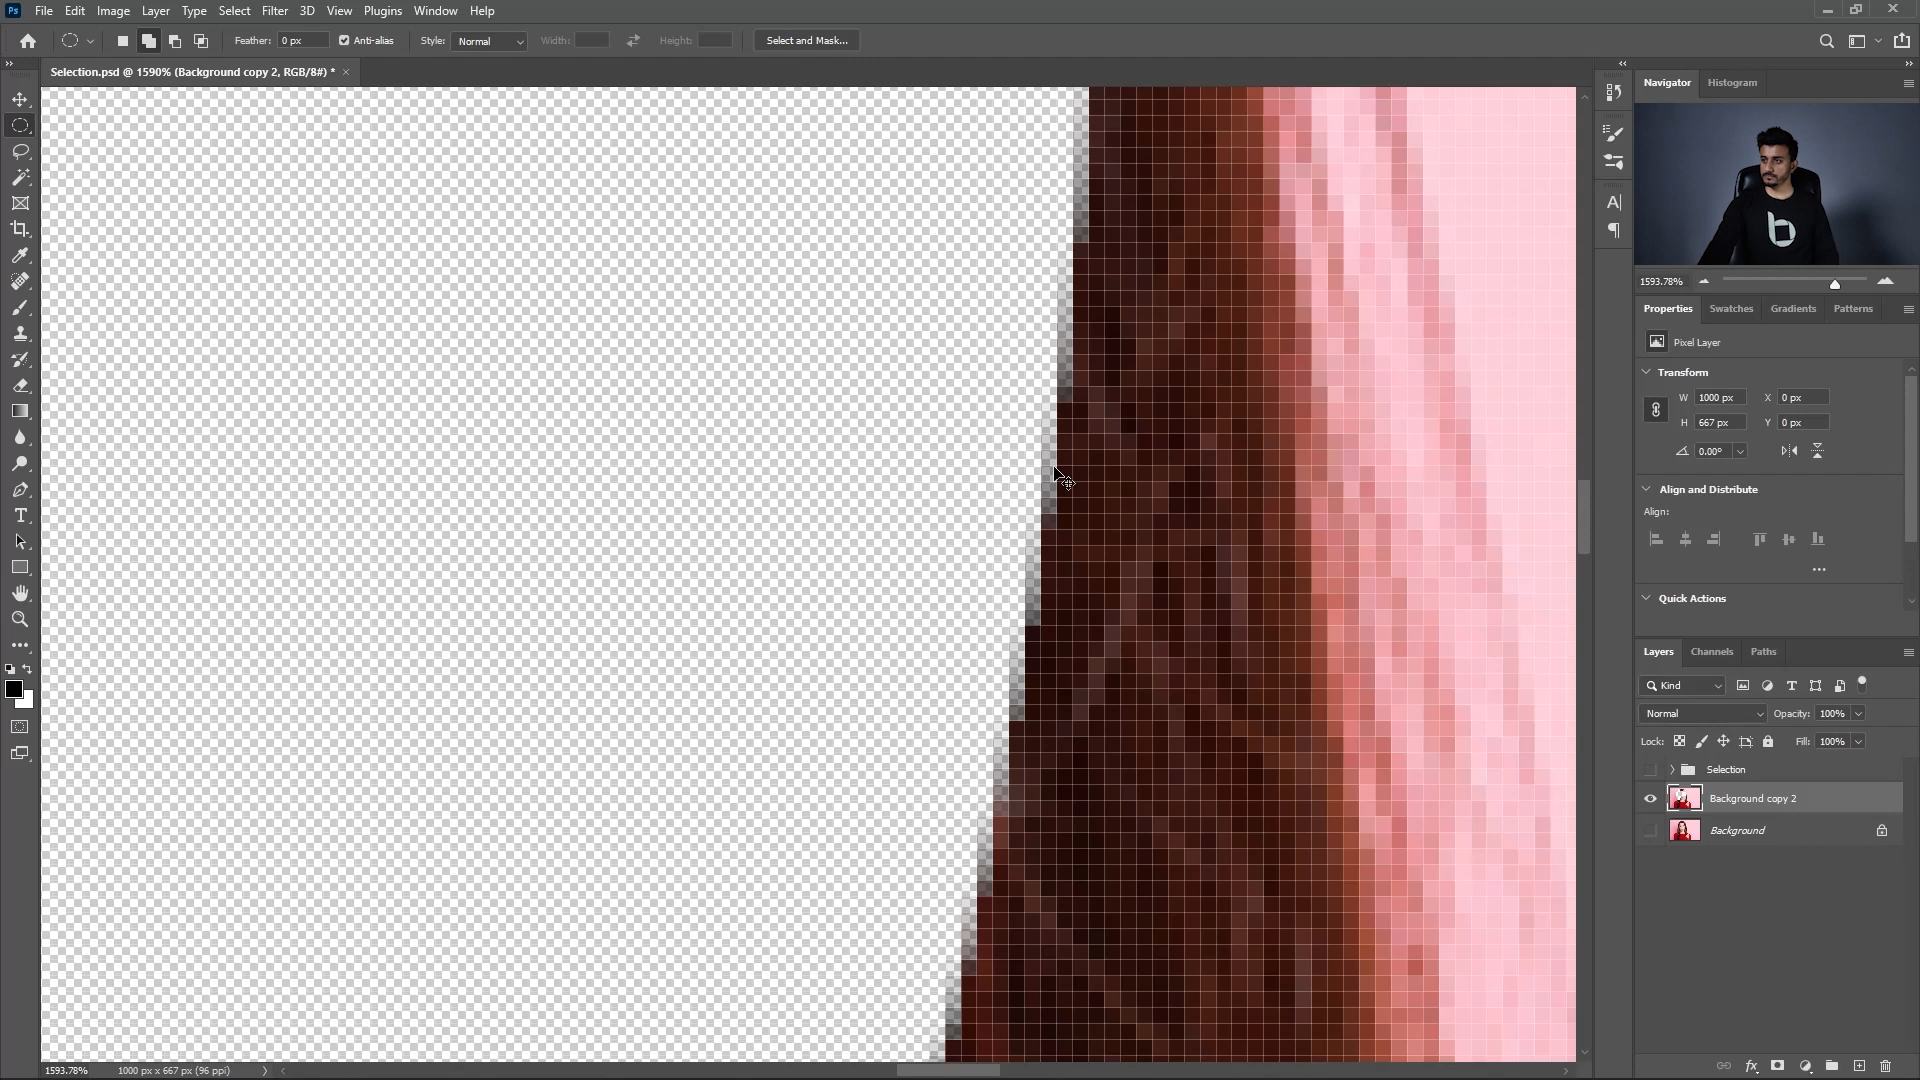 Ps File Edit Image Layer Type Select Filter 3D View Plugins Window Help
Feather: 0 px Anti-alias Style: Normal Width: Height: Select and Mask...
Selection.psd @ 1590% (Background copy 2, RGB/8#) * ×
Navigator Histogram
1593.78%
Properties Swatches Gradients Patterns
Pixel Layer
Transform
W 1000 px X 0 px
H 667 px Y 0 px
0.00°
Align and Distribute
Align:
Quick Actions
Layers Channels Paths
Kind
Normal Opacity: 100%
Lock: Fill: 100%
Selection
Background copy 2
Background
1593.78% 1000 px x 667 px (96 ppi)